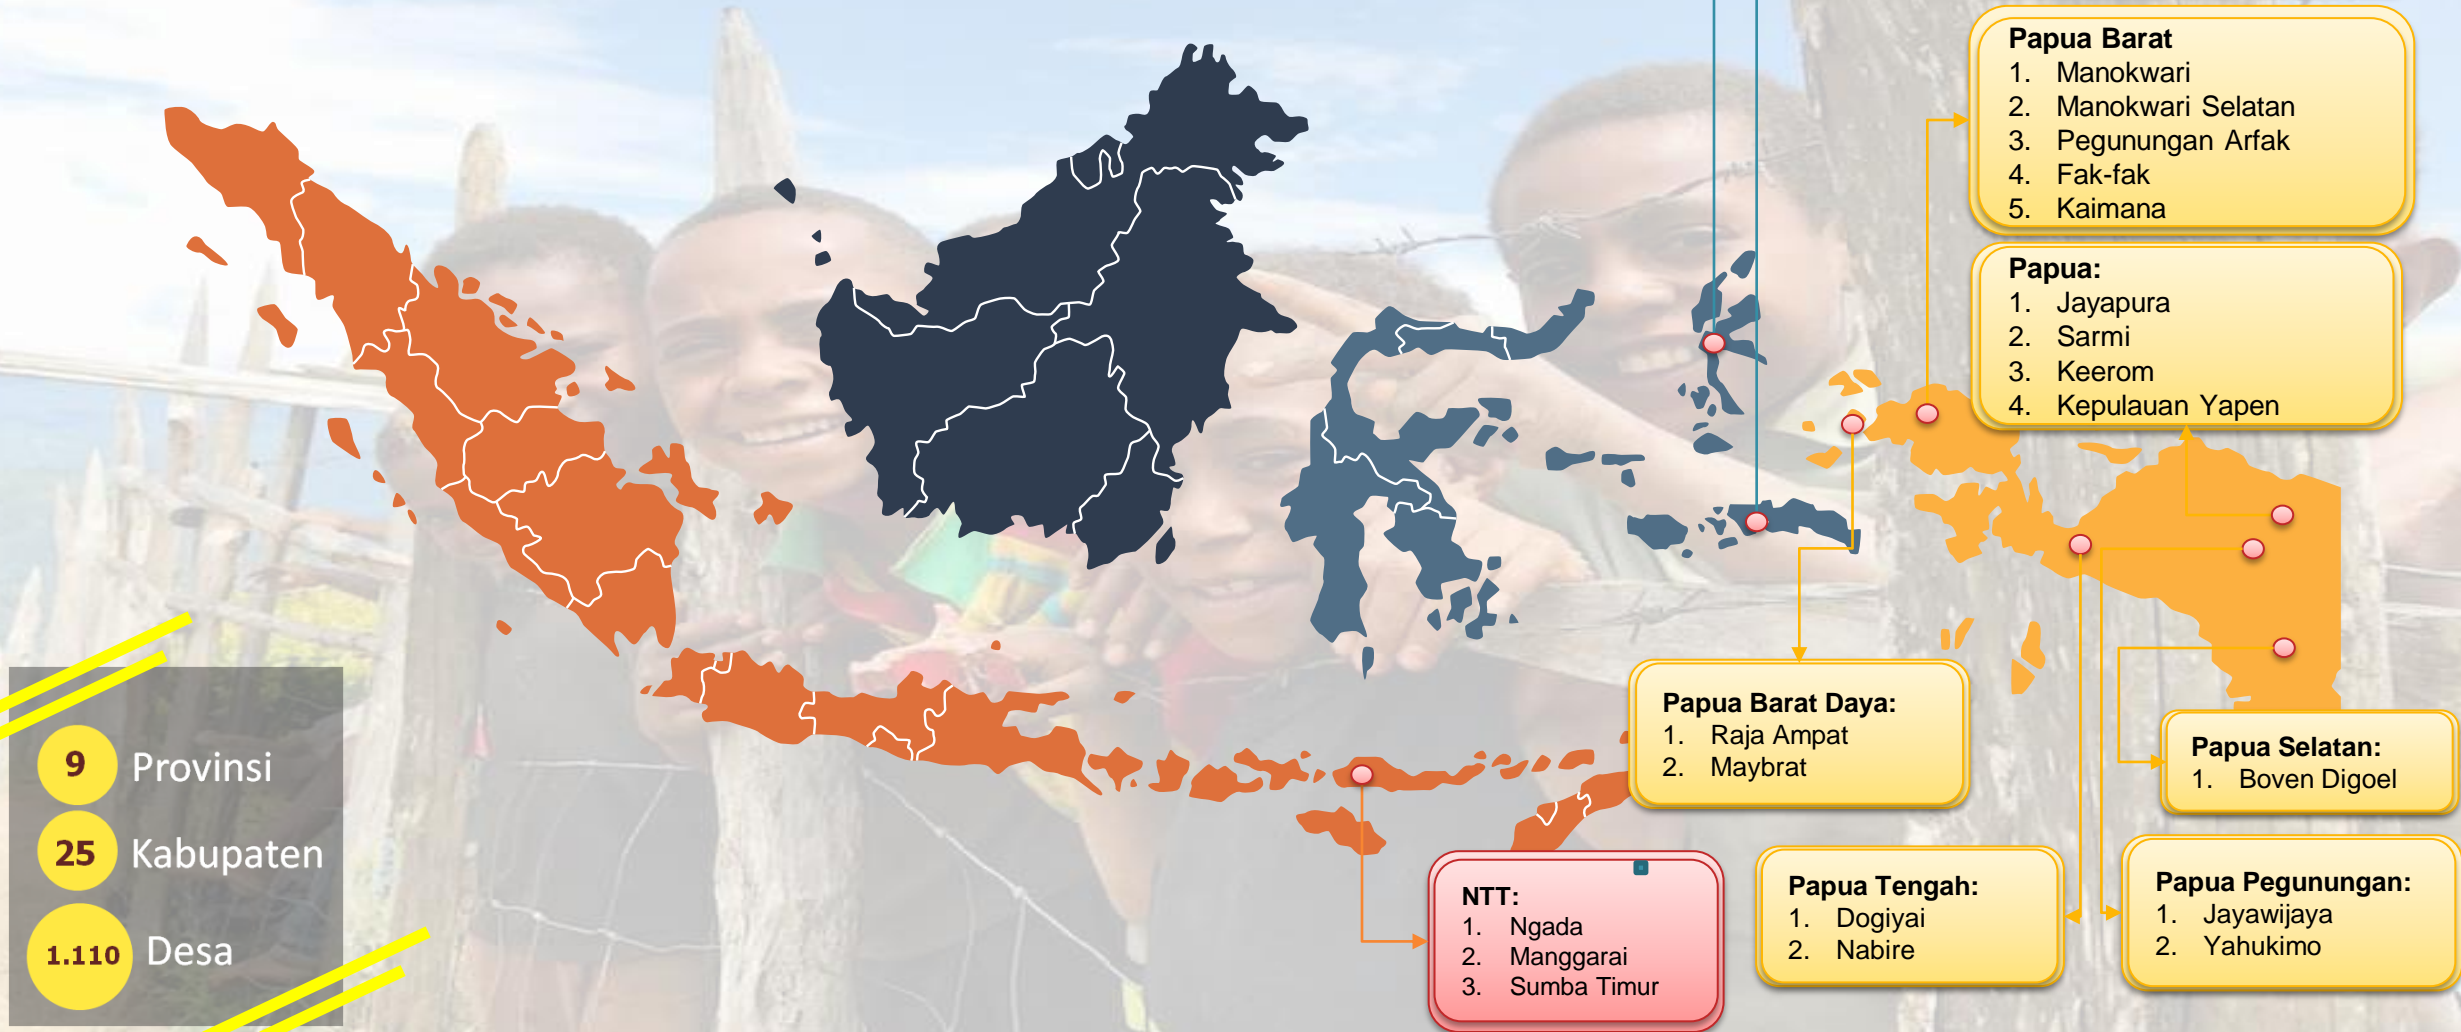 Papua Barat
1. Manokwari
2. Manokwari Selatan
3. Pegunungan Arfak
4. Fak-fak
5. Kaimana
Papua:
1. Jayapura
2. Sarmi
3. Keerom
4. Kepulauan Yapen
Papua Barat Daya:
1. Raja Ampat
2. Maybrat
Papua Selatan:
1. Boven Digoel
9 Provinsi
25 Kabupaten
1.110 Desa
NTT:
1. Ngada
2. Manggarai
3. Sumba Timur
Papua Tengah:
1. Dogiyai
2. Nabire
Papua Pegunungan:
1. Jayawijaya
2. Yahukimo